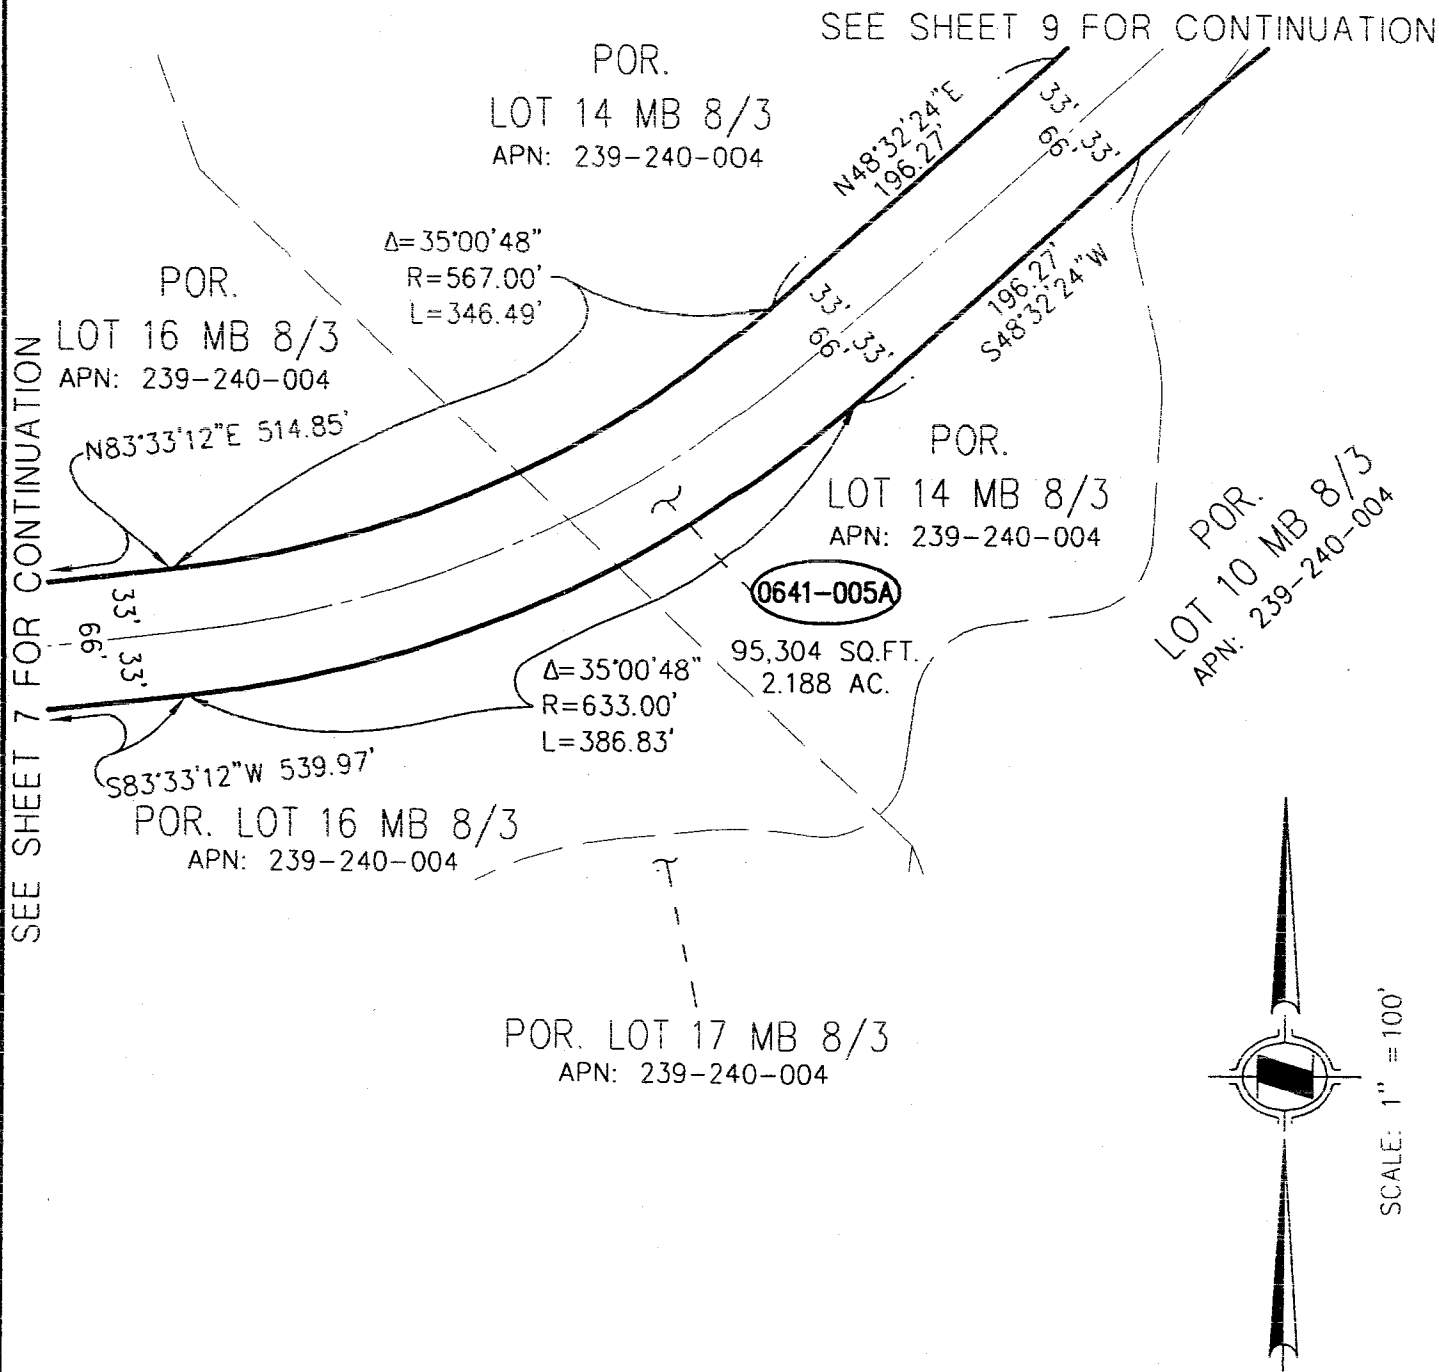 SEE SHEET 9 FOR CONTINUATION
POR.
LOT 14 MB 8/3
APN: 239-240-004
N48°32'24"E
196.27'
33'
33'
66'
Δ=35°00'48"
R=567.00'
L=346.49'
33'
33'
66'
196.27'
S48°32'24"W
POR.
LOT 16 MB 8/3
APN: 239-240-004
N83°33'12"E 514.85'
SEE SHEET 7 FOR CONTINUATION
POR.
LOT 14 MB 8/3
APN: 239-240-004
POR.
LOT 10 MB 8/3
APN: 239-240-004
0641-005A
95,304 SQ.FT.
2.188 AC.
33'
66'
33'
Δ=35°00'48"
R=633.00'
L=386.83'
S83°33'12"W 539.97'
POR. LOT 16 MB 8/3
APN: 239-240-004
POR. LOT 17 MB 8/3
APN: 239-240-004
SCALE: 1" =100'